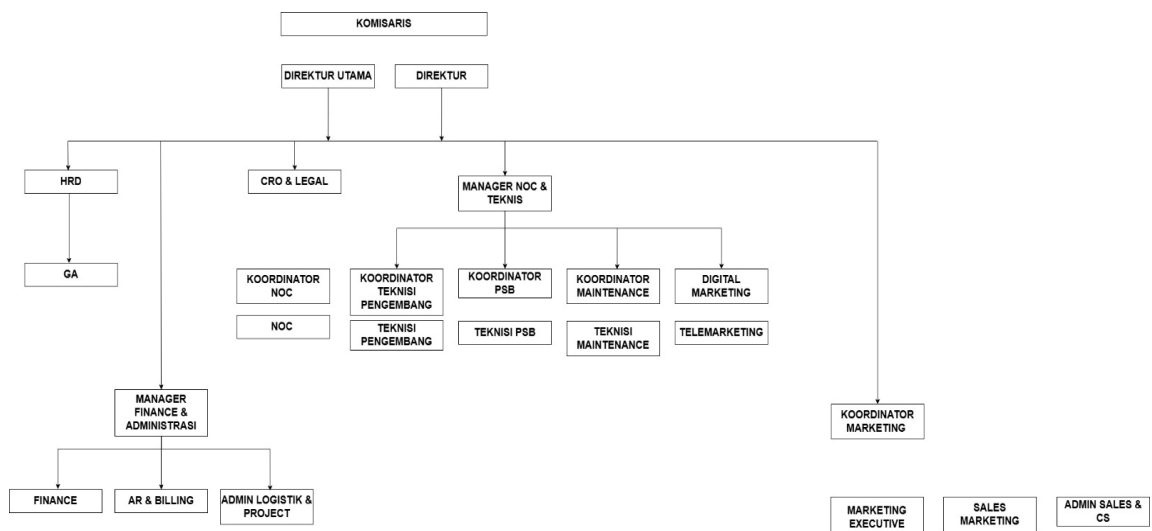 KOMISARIS
DIREKTUR UTAMA
DIREKTUR
HRD
CRO & LEGAL
MANAGER NOC &
TEKNIS
GA
KOORDINATOR
NOC
KOORDINATOR
TEKNISI
PENGEMBANG
KOORDINATOR
PSB
KOORDINATOR
MAINTENANCE
DIGITAL
MARKETING
NOC
TEKNISI
PENGEMBANG
TEKNISI PSB
TEKNISI
MAINTENANCE
TELEMARKETING
MANAGER
FINANCE &
ADMINISTRASI
KOORDINATOR
MARKETING
FINANCE
AR & BILLING
ADMIN LOGISTIK &
PROJECT
MARKETING
EXECUTIVE
SALES
MARKETING
ADMIN SALES &
CS